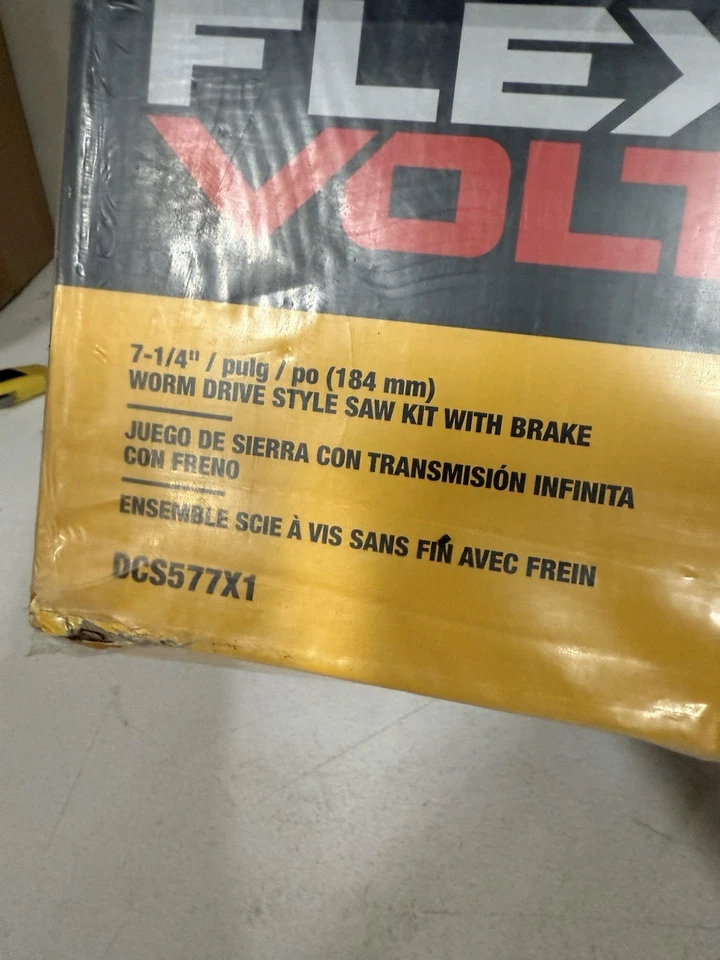 FLEX
VOLT
7-1/4" / pulg / po (184 mm)
WORM DRIVE STYLE SAW KIT WITH BRAKE
JUEGO DE SIERRA CON TRANSMISIÓN INFINITA
CON FRENO
ENSEMBLE SCIE À VIS SANS FIN AVEC FREIN
DCS577X1